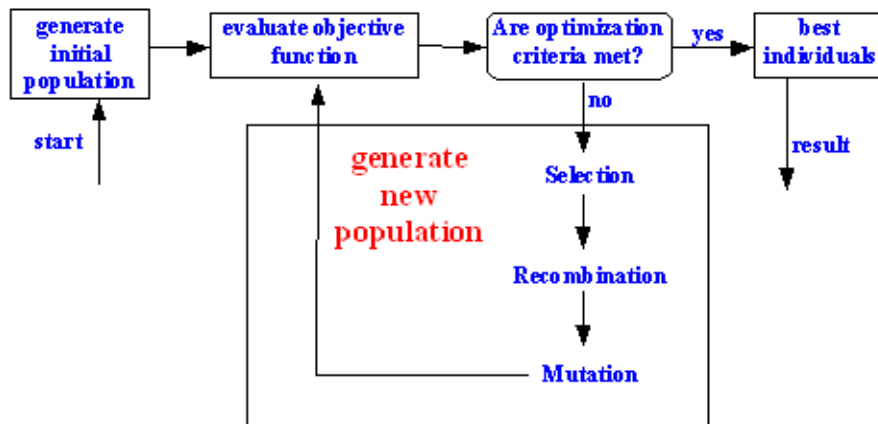 generate
initial
population
evaluate objective
function
Are optimization
criteria met?
yes
best
individuals
start
no
result
generate
new
population
Selection
Recombination
Mutation